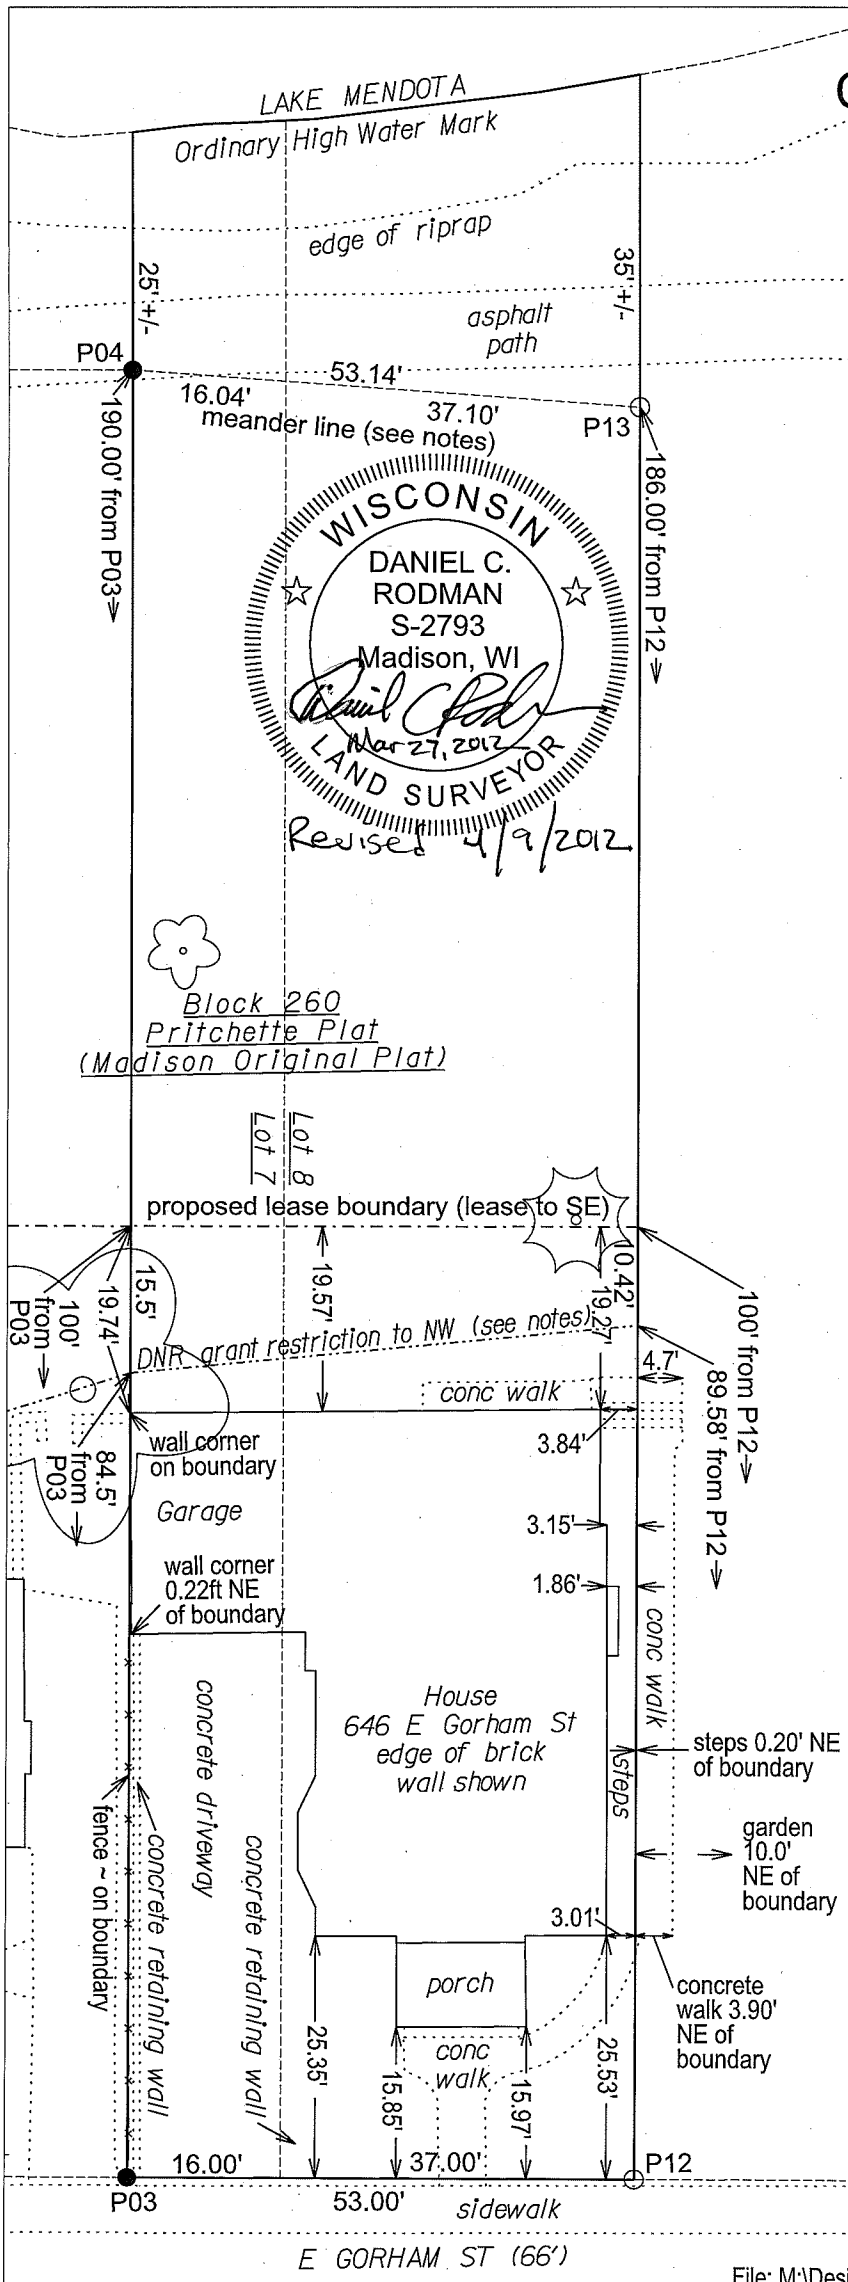 LAKE MENDOTA
Ordinary High Water Mark
edge of riprap
25' +/-
35' +/-
asphalt
path
P04
53.14'
16.04'
37.10'
meander line (see notes)
P13
190.00' from P03
186.00' from P12
WISCONSIN
DANIEL C.
RODMAN
S-2793
Madison, WI
Daniel C Rodman
Mar 27, 2012
LAND SURVEYOR
Revised 4/9/2012
Block 260
Pritchette Plat
(Madison Original Plat)
Lot 8
Lot 7
proposed lease boundary (lease to SE)
15.5'
19.74'
100'
from
P03
19.57'
10.42'
19.27'
100' from P12
89.58' from P12
DNR grant restriction to NW (see notes)
4.7'
conc walk
3.84'
84.5'
from
P03
wall corner
on boundary
Garage
3.15'
wall corner
0.22ft NE
of boundary
1.86'
conc walk
House
646 E Gorham St
edge of brick
wall shown
concrete driveway
steps
steps 0.20' NE
of boundary
fence ~ on boundary
concrete retaining wall
concrete retaining wall
garden
10.0'
NE of
boundary
3.01'
porch
concrete
walk 3.90'
NE of
boundary
25.35'
conc
walk
15.85'
15.97'
25.53'
16.00'
37.00'
P12
P03
53.00'
sidewalk
E GORHAM ST (66')
File: M:\Desi